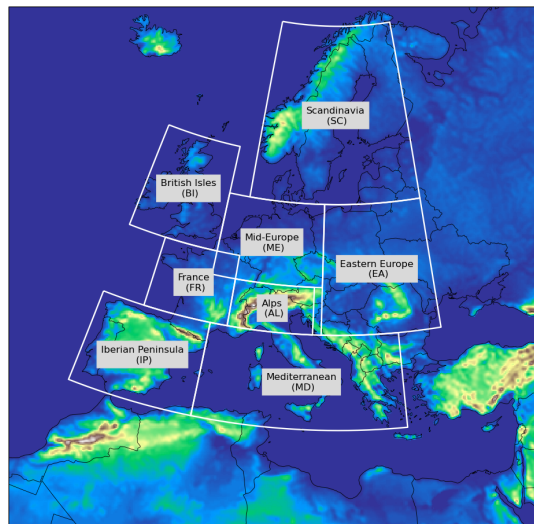 Scandinavia
(SC)
British Isles
(BI)
Mid-Europe
(ME)
Eastern Europe
(EA)
France
(FR)
Alps
(AL)
Iberian Peninsula
(IP)
Mediterranean
(MD)